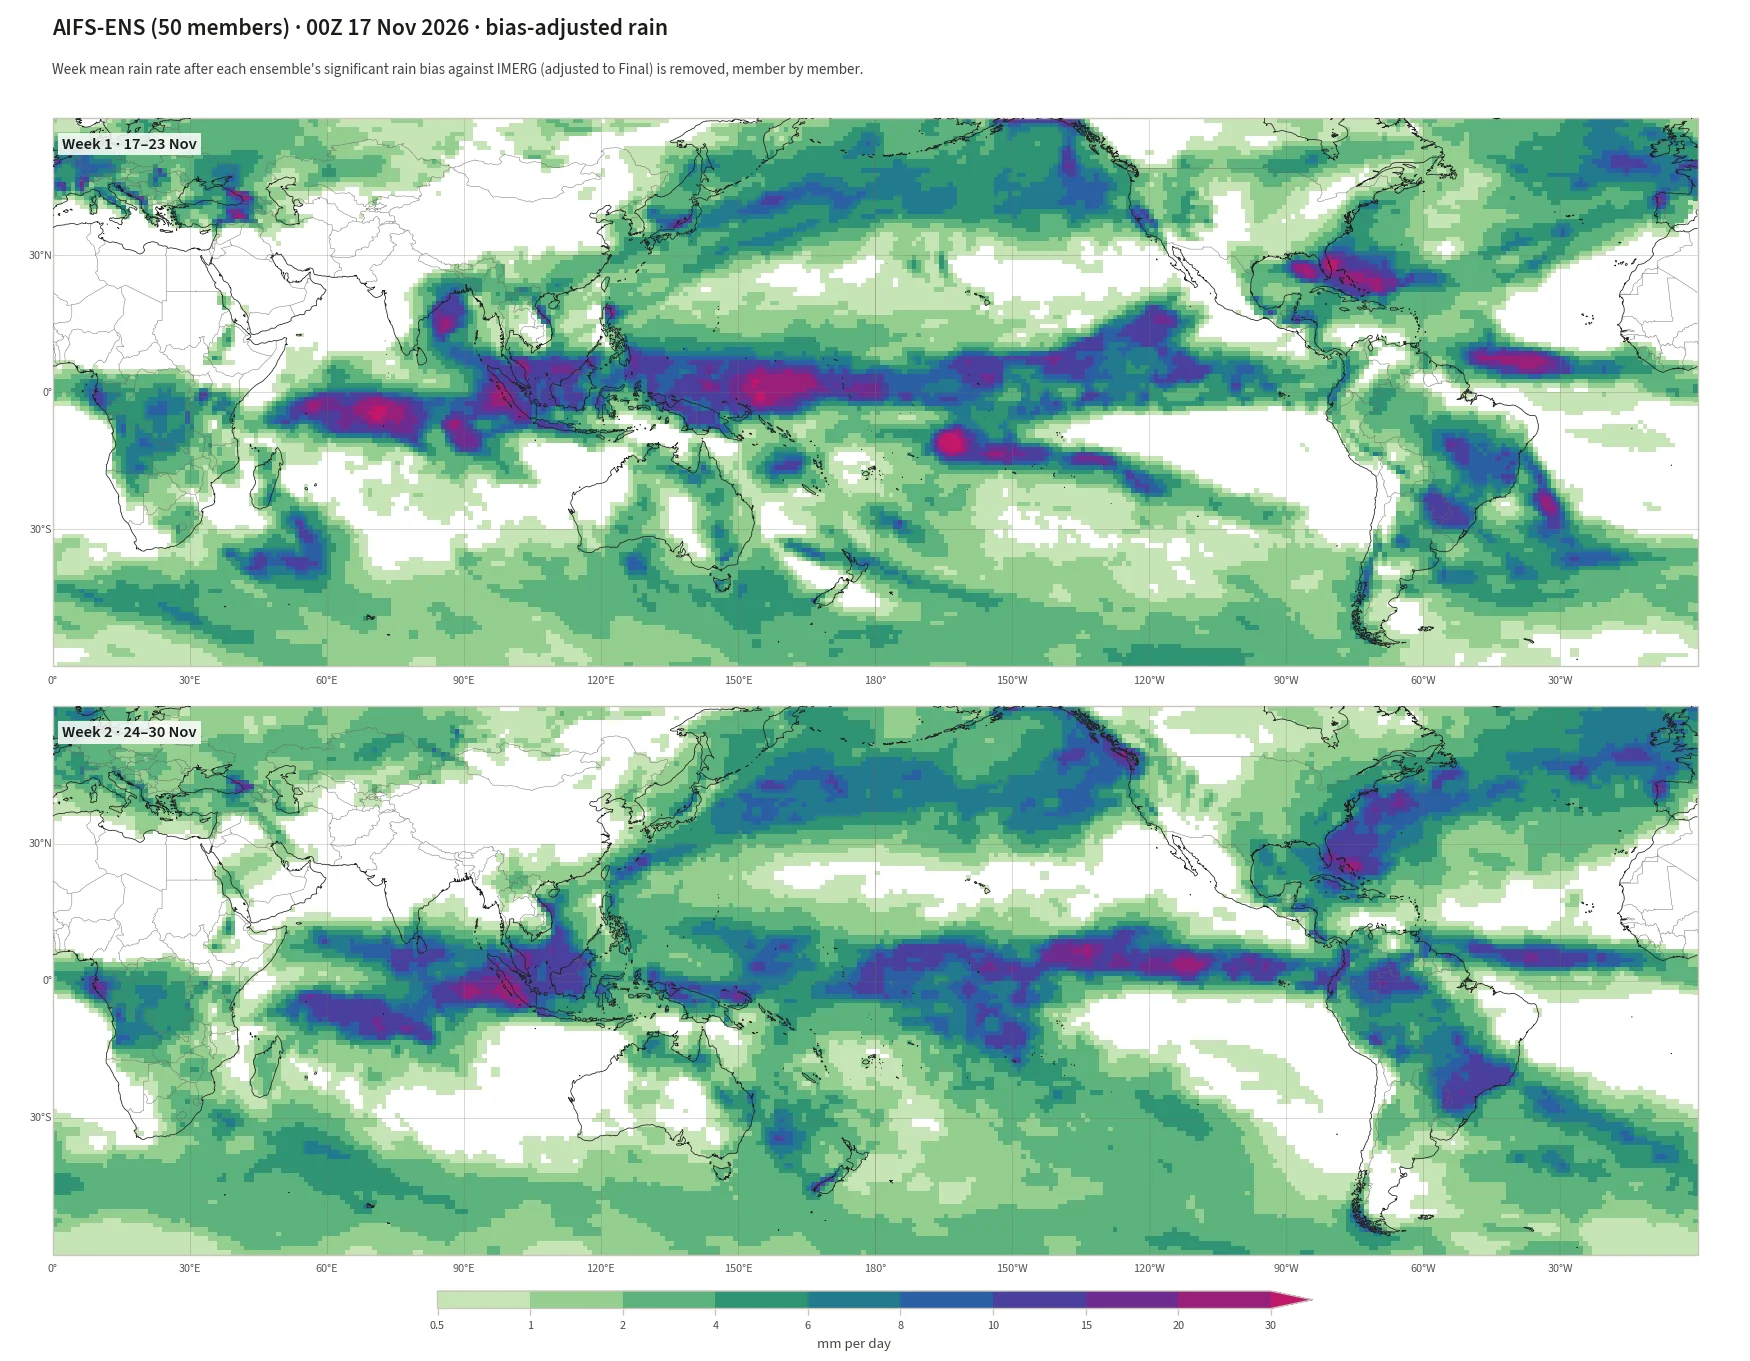 AIFS-ENS (50 members) · 00Z 17 Nov 2026 · bias-adjusted rain
Week mean rain rate after each ensemble's significant rain bias against IMERG (adjusted to Final) is removed, member by member.
Week 1 · 17–23 Nov
30°N
0°
30°S
0° 30°E 60°E 90°E 120°E 150°E 180° 150°W 120°W 90°W 60°W 30°W
Week 2 · 24–30 Nov
30°N
0°
30°S
0° 30°E 60°E 90°E 120°E 150°E 180° 150°W 120°W 90°W 60°W 30°W
0.5 1 2 4 6 8 10 15 20 30
mm per day